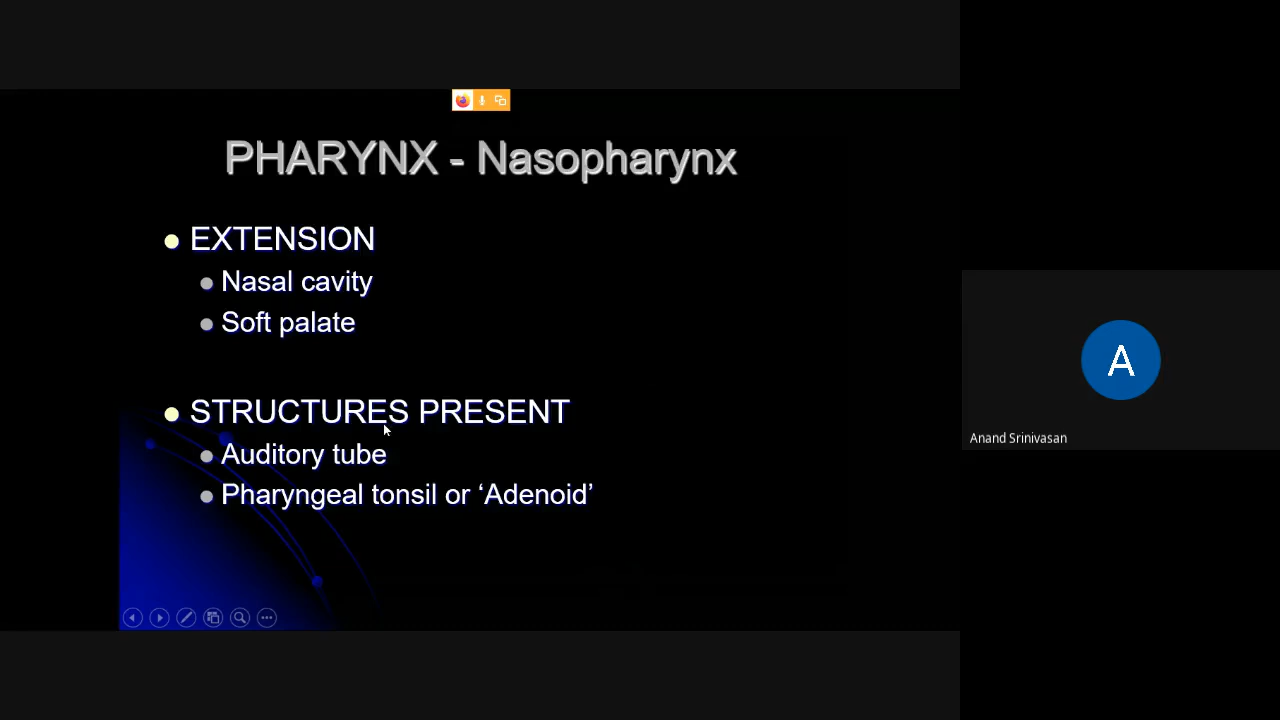 PHARYNX - Nasopharynx
EXTENSION
Nasal cavity
Soft palate
STRUCTURES PRESENT
Auditory tube
Pharyngeal tonsil or ‘Adenoid’
A
Anand Srinivasan